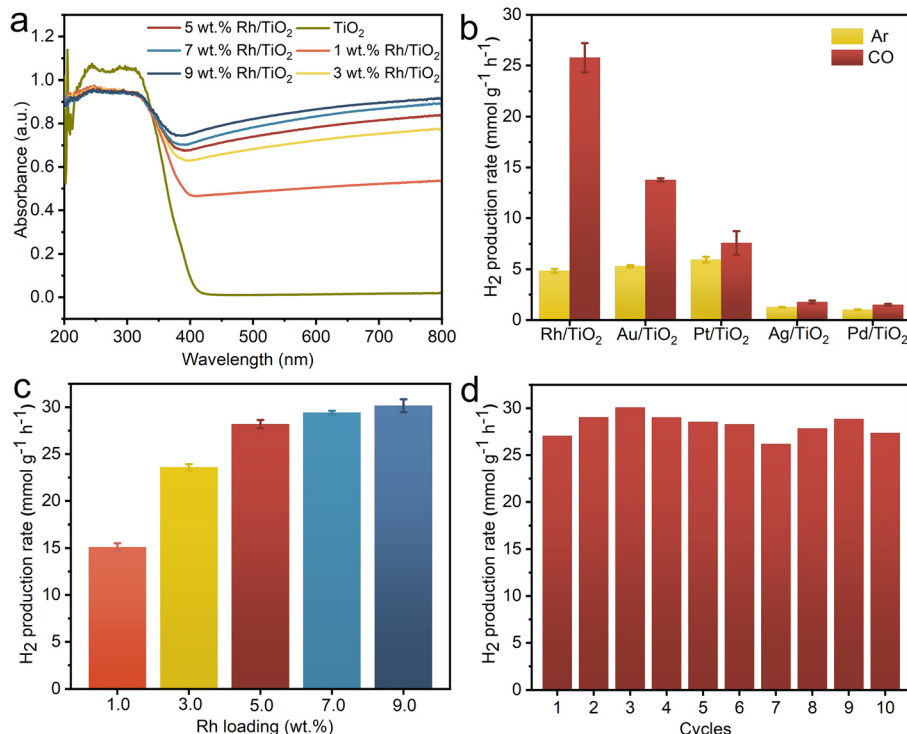 a
5 wt.% Rh/TiO₂
TiO₂
7 wt.% Rh/TiO₂
1 wt.% Rh/TiO₂
9 wt.% Rh/TiO₂
3 wt.% Rh/TiO₂
Absorbance (a.u.)
1.2
1.0
0.8
0.6
0.4
0.2
0.0
200 300 400 500 600 700 800
Wavelength (nm)
b
Ar
CO
H₂ production rate (mmol g⁻¹ h⁻¹)
30
25
20
15
10
5
0
Rh/TiO₂ Au/TiO₂ Pt/TiO₂ Ag/TiO₂ Pd/TiO₂
c
H₂ production rate (mmol g⁻¹ h⁻¹)
30
25
20
15
10
5
0
1.0 3.0 5.0 7.0 9.0
Rh loading (wt.%)
d
H₂ production rate (mmol g⁻¹ h⁻¹)
30
25
20
15
10
5
0
1 2 3 4 5 6 7 8 9 10
Cycles